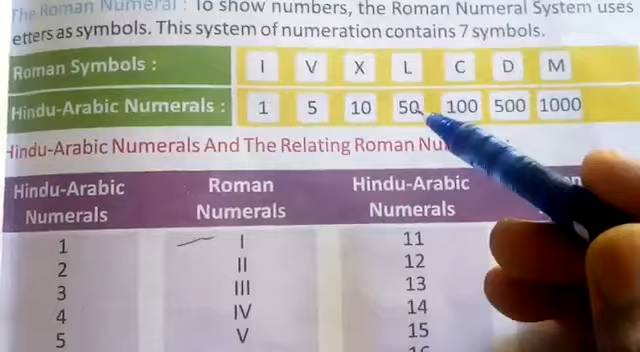 The Roman Numeral : To show numbers, the Roman Numeral System uses
etters as symbols. This system of numeration contains 7 symbols.
Roman Symbols : I V X L C D M
Hindu-Arabic Numerals : 1 5 10 50 100 500 1000
Hindu-Arabic Numerals And The Relating Roman
Hindu-Arabic Numerals Roman Numerals Hindu-Arabic Numerals
1 I 11
2 II 12
3 III 13
4 IV 14
5 V 15